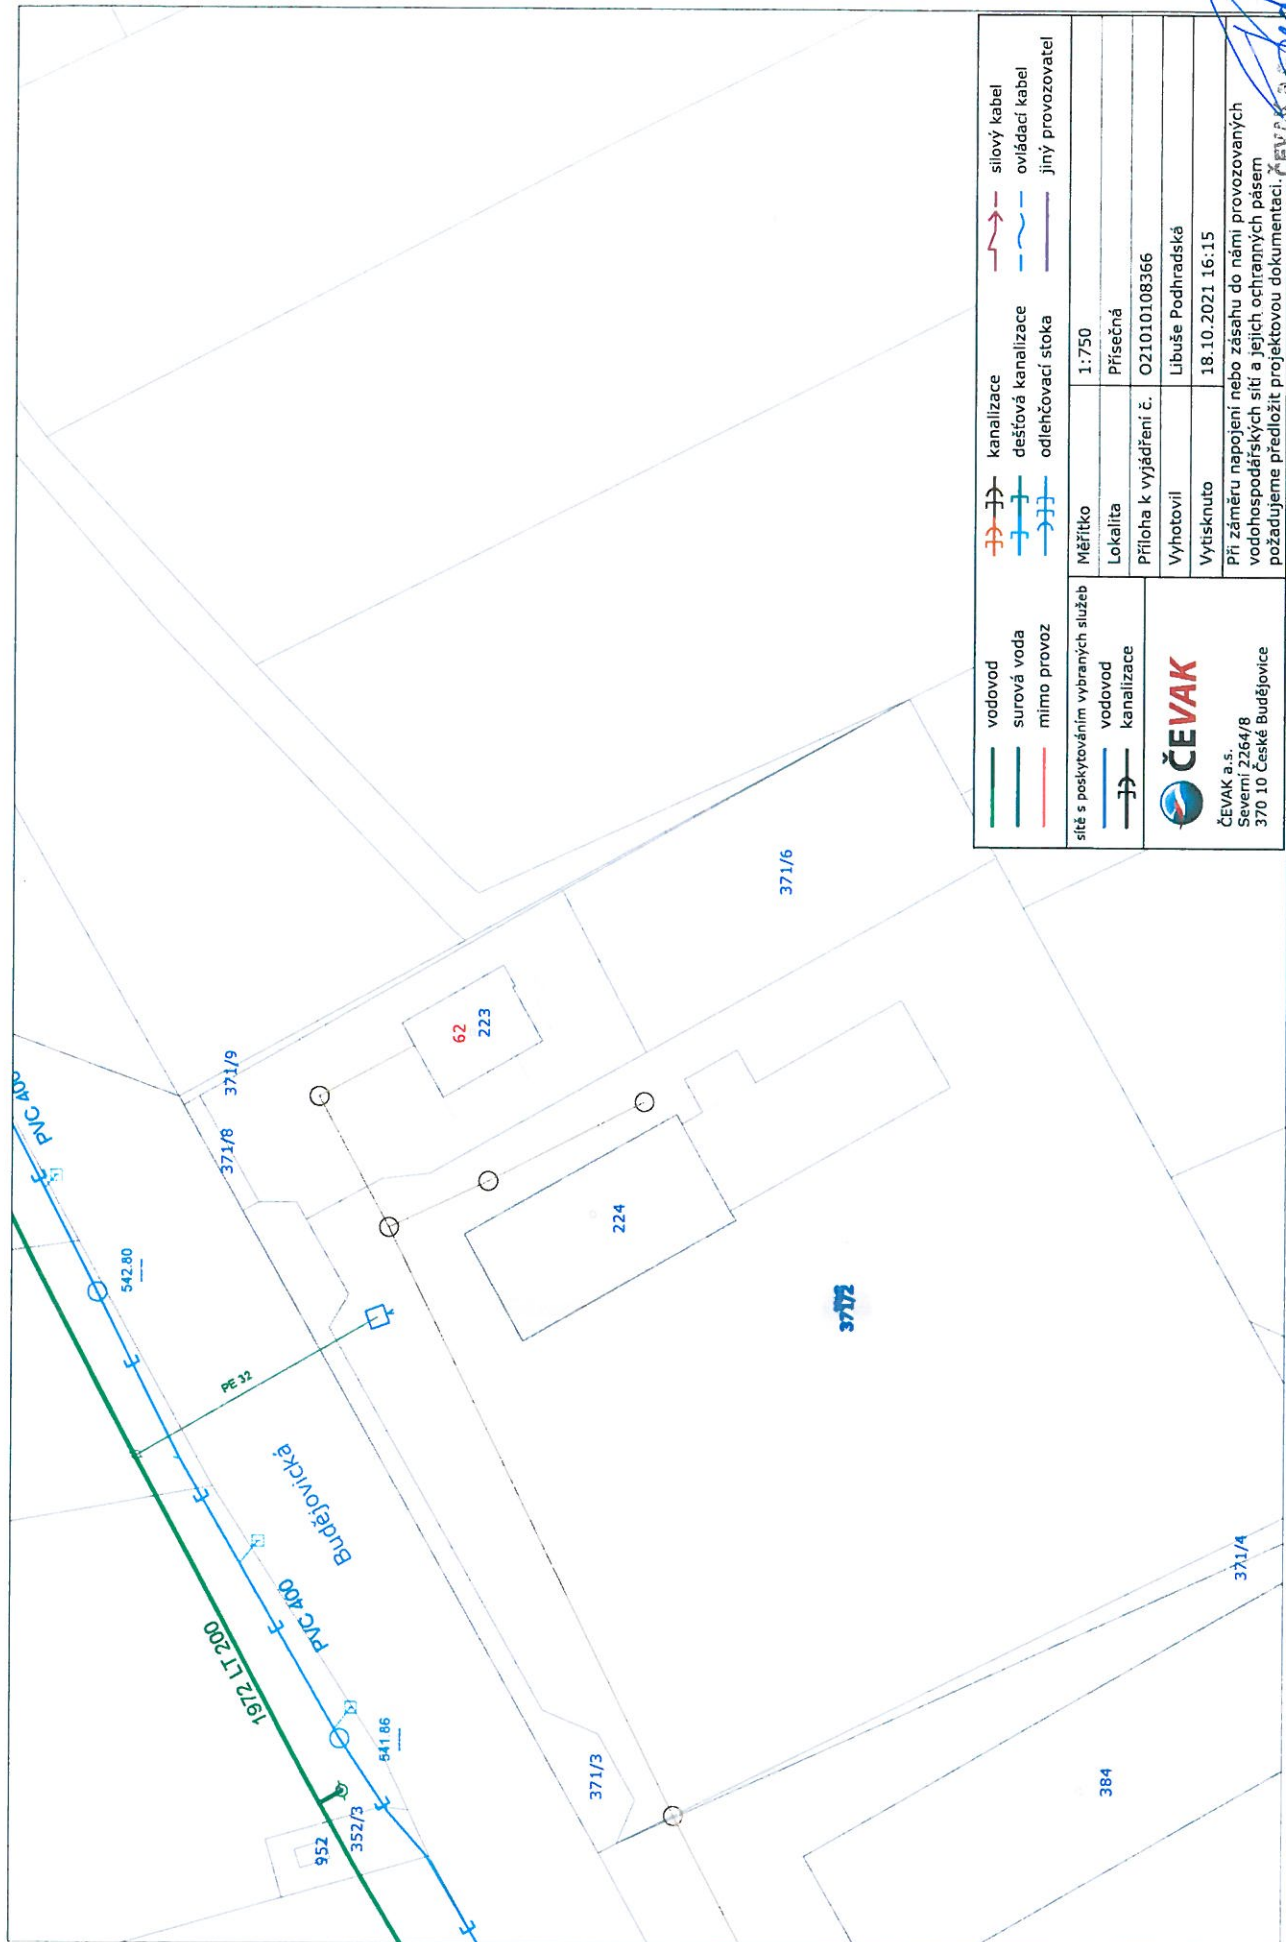 PVC 400
542.80
PE 32
Budějovická
PVC 400
1972 LT 200
541.86
952
352/3
371/9
371/8
62
223
224
371/6
371/2
371/3
384
371/4
vodovod
surová voda
mimo provoz
kanalizace
dešťová kanalizace
odlehčovací stoka
silový kabel
ovládací kabel
jiný provozovatel
sítě s poskytováním vybraných služeb
vodovod
kanalizace
ČEVAK
ČEVAK a.s.
Severní 2264/8
370 10 České Budějovice
Měřítko 1:750
Lokalita Přísečná
Příloha k vyjádření č. O21010108366
Vyhotovil Libuše Podhradská
Vytisknuto 18.10.2021 16:15
Při záměru napojení nebo zásahu do námi provozovaných
vodohospodářských sítí a jejich ochranných pásem
požadujeme předložit projektovou dokumentaci.
ČEVAK